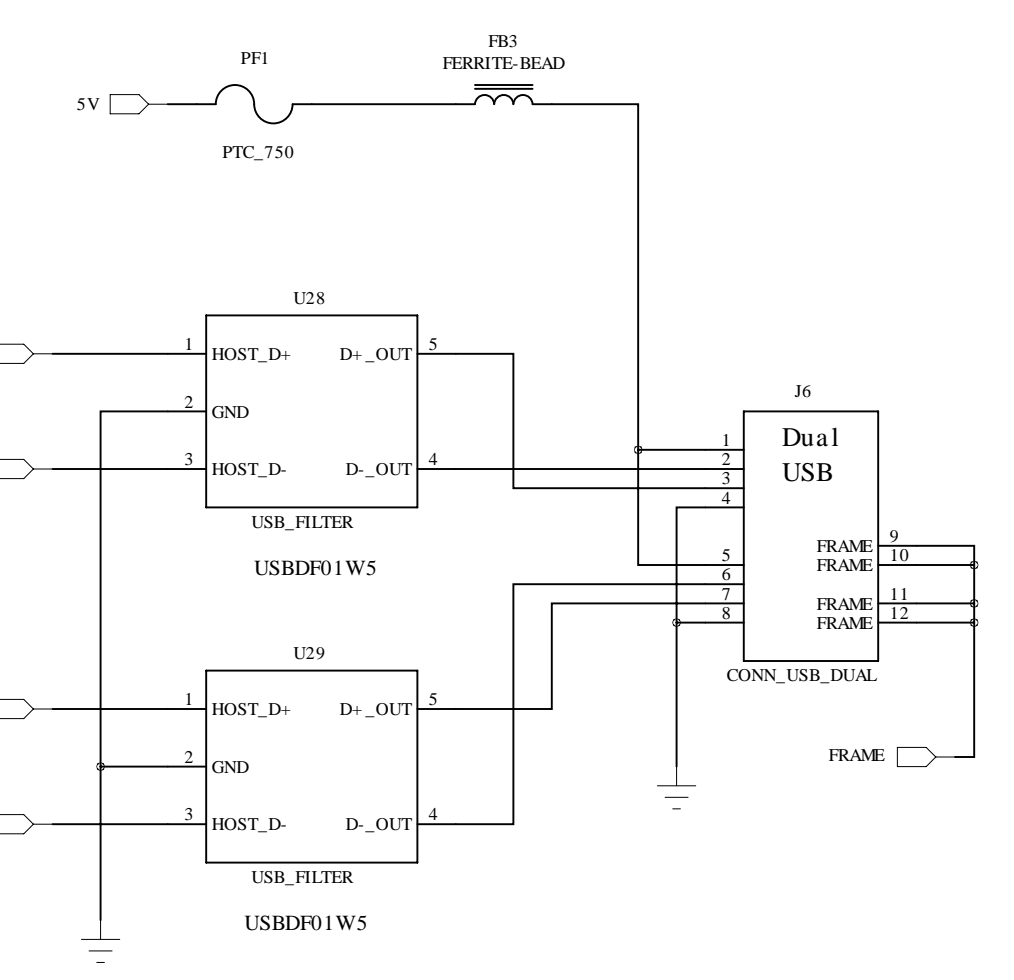 FB3
PF1
FERRITE-BEAD
5V
PTC_750
U28
1 HOST_D+ D+_OUT 5
2 GND
3 HOST_D- D-_OUT 4
USB_FILTER
USBDF01W5
J6
Dual
USB
1
2
3
4
5
6
7
8
FRAME 9
FRAME 10
FRAME 11
FRAME 12
CONN_USB_DUAL
FRAME
U29
1 HOST_D+ D+_OUT 5
2 GND
3 HOST_D- D-_OUT 4
USB_FILTER
USBDF01W5